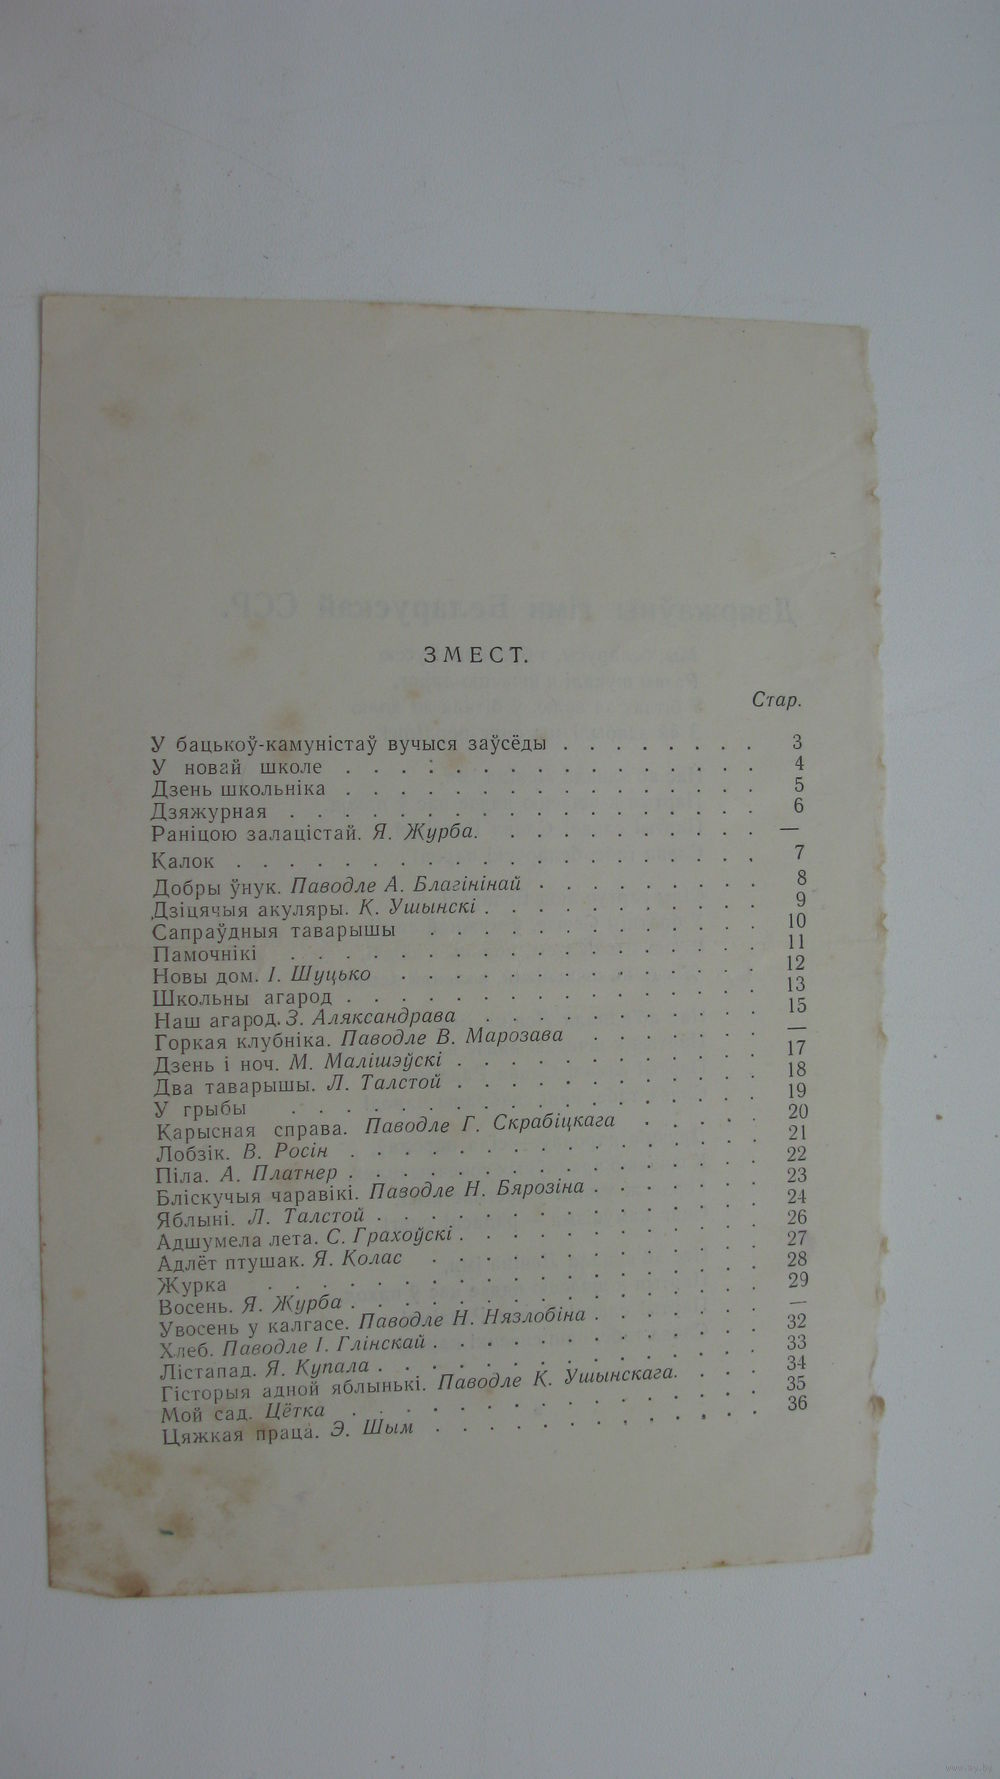 ЗМЕСТ.
Стар.
У бацькоў-камуністаў вучыся заўсёды . . . . . . . . 3
У новай школе . . . . . . . . . . . . . . . . 4
Дзень школьніка . . . . . . . . . . . . . . . . 5
Дзяжурная . . . . . . . . . . . . . . . . . . 6
Раніцою залацістай. Я. Журба. . . . . . . . . . . —
Калок . . . . . . . . . . . . . . . . . . . . 7
Добры ўнук. Паводле А. Благінінай . . . . . . . . . 8
Дзіцячыя акуляры. К. Ушынскі . . . . . . . . . . . 9
Сапраўдныя таварышы . . . . . . . . . . . . . 10
Памочнікі . . . . . . . . . . . . . . . . . . 11
Новы дом. І. Шуцько . . . . . . . . . . . . . . 12
Школьны агарод . . . . . . . . . . . . . . . . 13
Наш агарод. З. Аляксандрава . . . . . . . . . . . 15
Горкая клубніка. Паводле В. Марозава . . . . . . . —
Дзень і ноч. М. Малішэўскі . . . . . . . . . . . . 17
Два таварышы. Л. Талстой . . . . . . . . . . . . 18
У грыбы . . . . . . . . . . . . . . . . . . 19
Карысная справа. Паводле Г. Скрабіцкага . . . . . 20
Лобзік. В. Росін . . . . . . . . . . . . . . . . 21
Піла. А. Платнер . . . . . . . . . . . . . . . . 22
Бліскучыя чаравікі. Паводле Н. Бярозіна . . . . . . . 23
Яблыні. Л. Талстой . . . . . . . . . . . . . . . 24
Адшумела лета. С. Грахоўскі . . . . . . . . . . . 26
Адлёт птушак. Я. Колас . . . . . . . . . . . . . 27
Журка . . . . . . . . . . . . . . . . . . . 28
Восень. Я. Журба . . . . . . . . . . . . . . . . 29
Увосень у калгасе. Паводле Н. Нязлобіна . . . . . . . —
Хлеб. Паводле І. Глінскай . . . . . . . . . . . . . 32
Лістапад. Я. Купала . . . . . . . . . . . . . . . 33
Гісторыя адной яблынькі. Паводле К. Ушынскага. . . . 34
Мой сад. Цётка . . . . . . . . . . . . . . . . 35
Цяжкая праца. Э. Шым . . . . . . . . . . . . . 36
www.ay.by